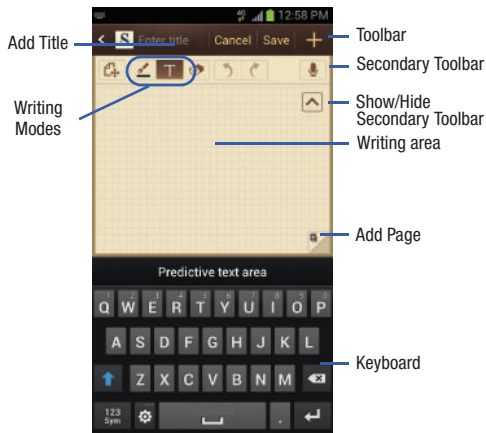 12:58 PM
Add Title
S Enter title Cancel Save
Toolbar
T
Secondary Toolbar
Writing
Modes
Show/Hide
Secondary Toolbar
Writing area
Add Page
Predictive text area
Q W E R T Y U I O P
A S D F G H J K L
Keyboard
Z X C V B N M
123
Sym
.